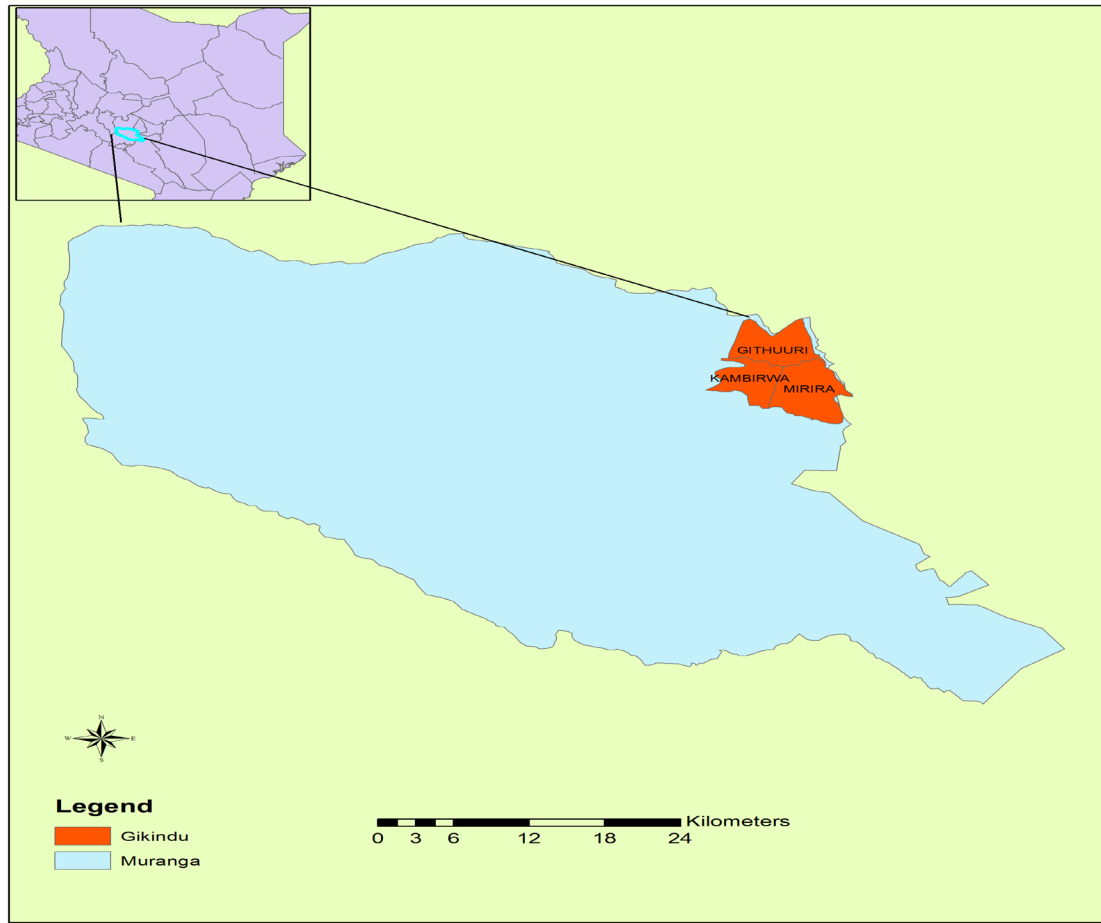 GITHUURI
KAMBIRWA
MIRIRA
N
W E
S
Legend
Gikindu
Muranga
Kilometers
0 3 6 12 18 24